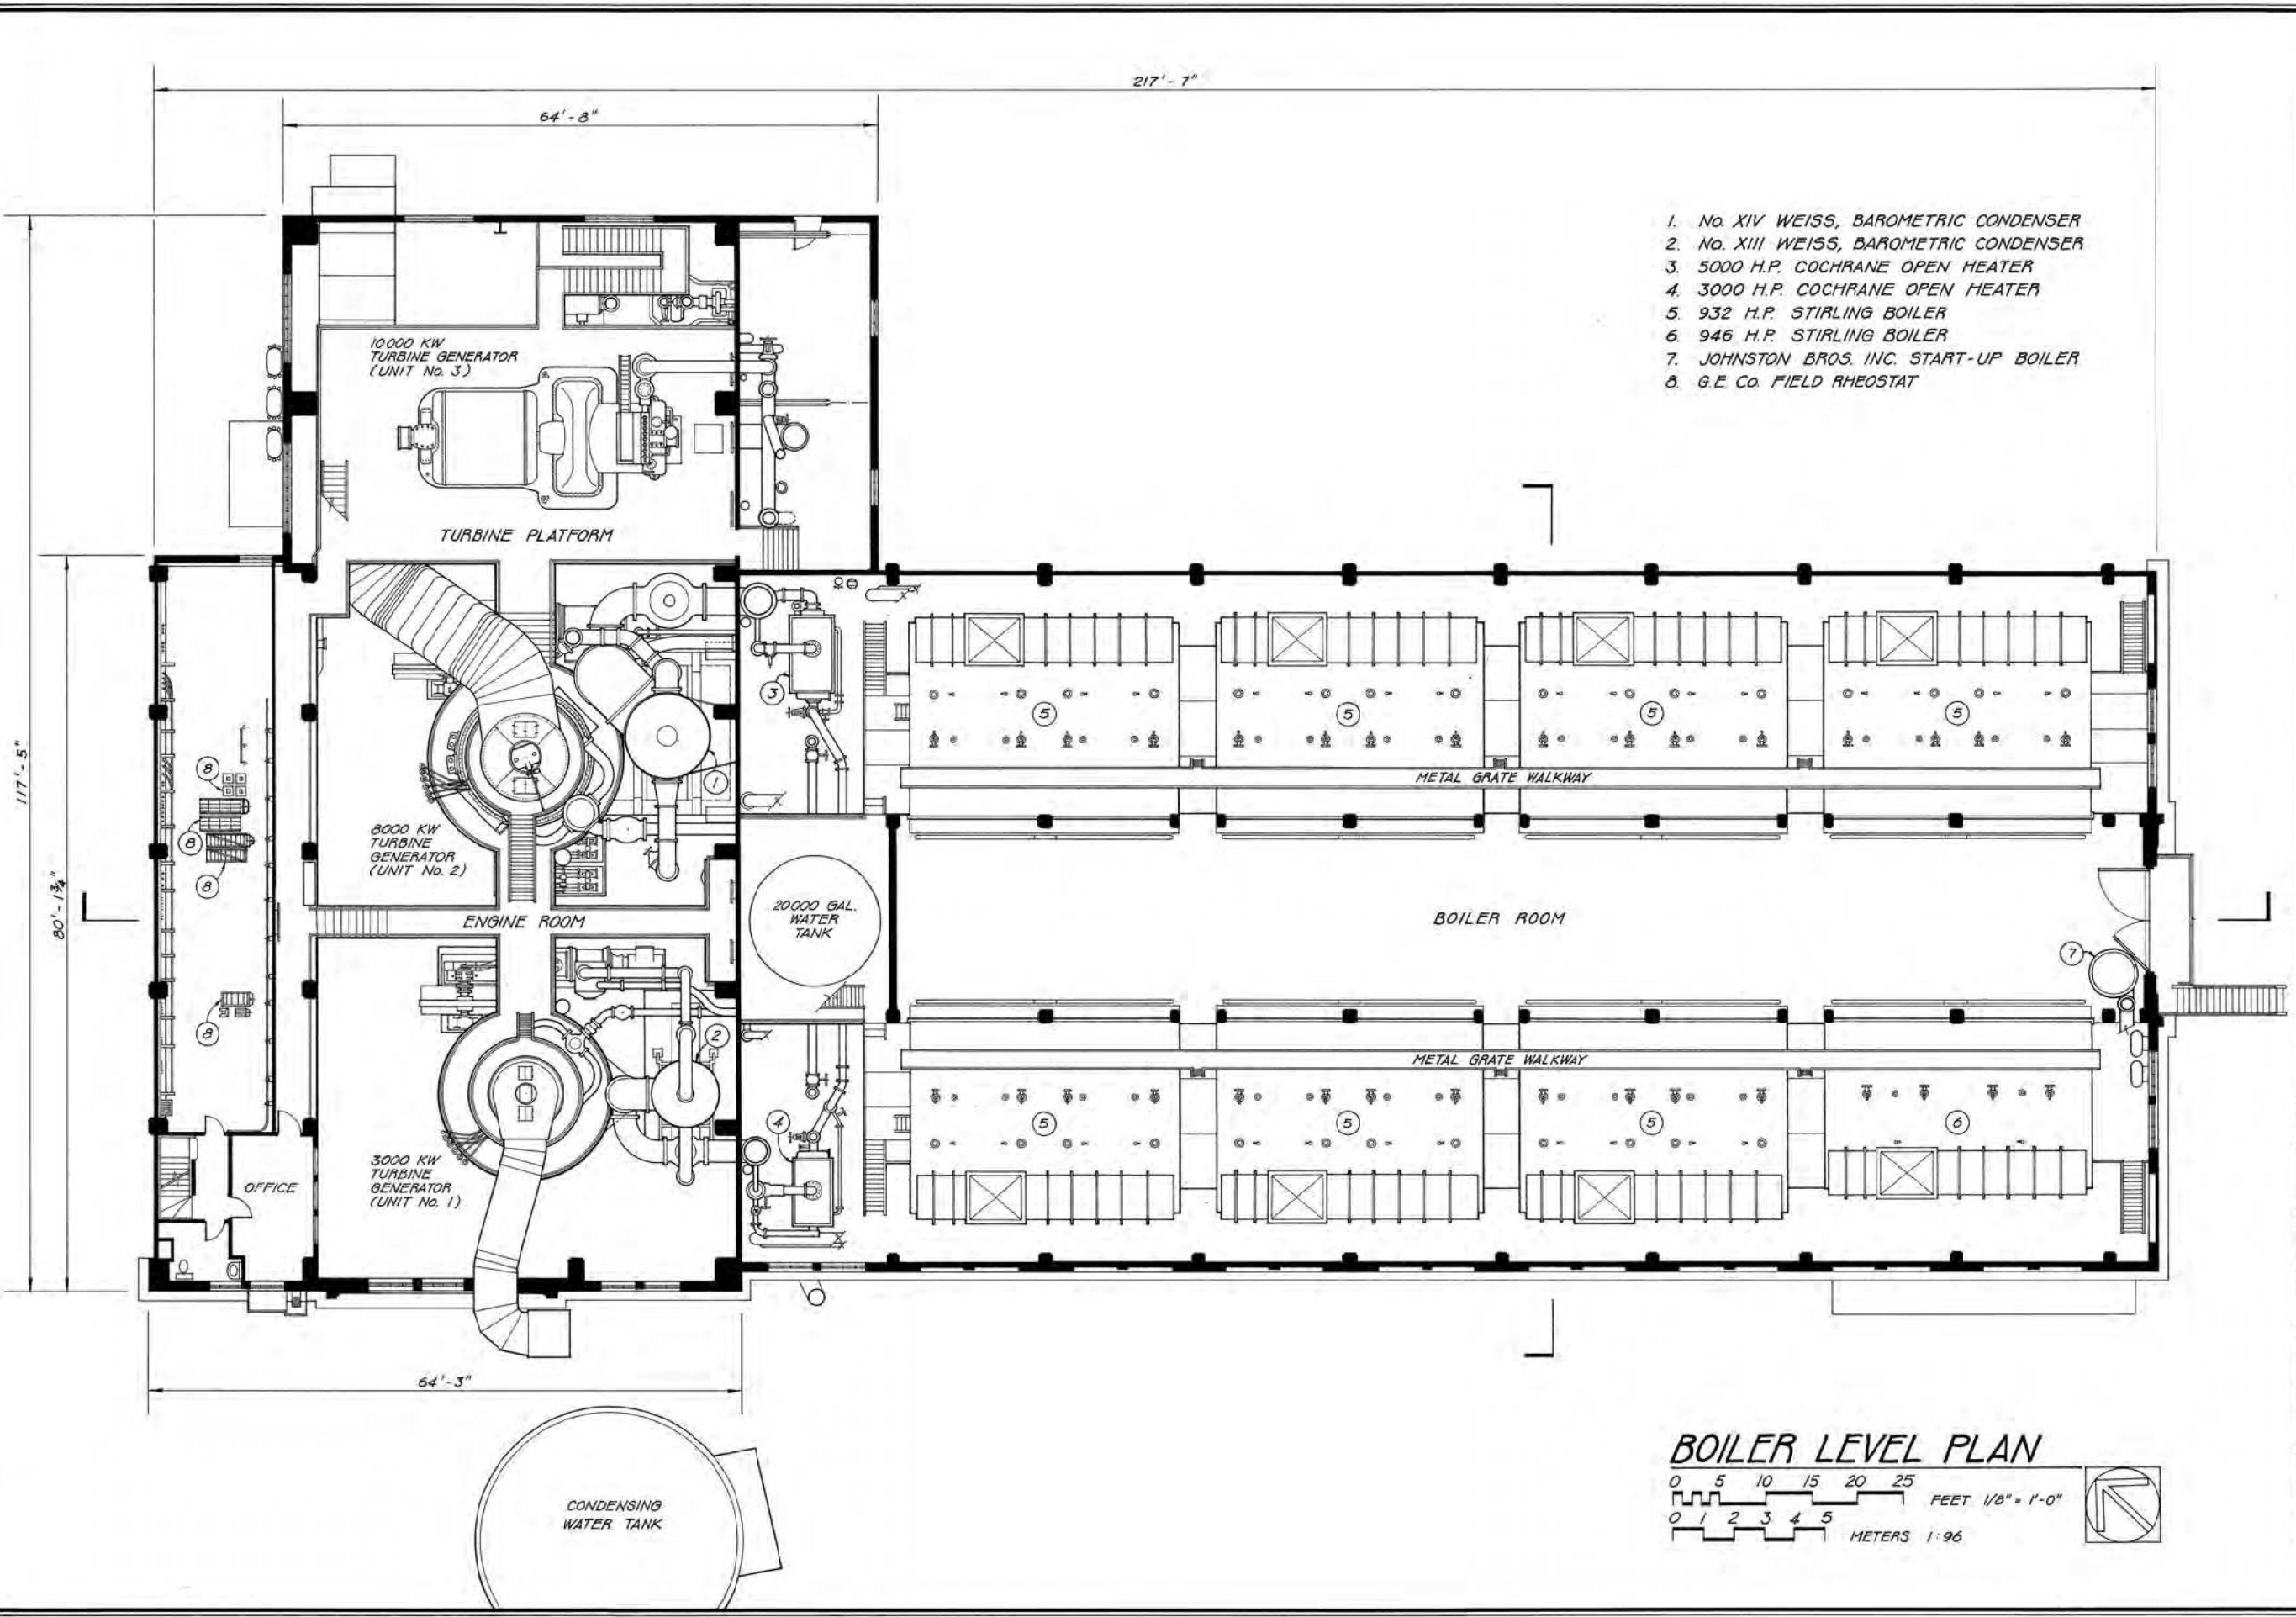 217'- 7"
64'- 8"
1. No. XIV WEISS, BAROMETRIC CONDENSER
2. No. XIII WEISS, BAROMETRIC CONDENSER
3. 5000 H.P. COCHRANE OPEN HEATER
4. 3000 H.P. COCHRANE OPEN HEATER
5. 932 H.P. STIRLING BOILER
6. 946 H.P. STIRLING BOILER
7. JOHNSTON BROS. INC. START-UP BOILER
8. G.E. CO. FIELD RHEOSTAT
10000 KW
TURBINE GENERATOR
(UNIT No. 3)
TURBINE PLATFORM
117'- 5"
80'- 1¾"
3
5
5
5
5
8
8
8
1
METAL GRATE WALKWAY
8000 KW
TURBINE
GENERATOR
(UNIT No. 2)
ENGINE ROOM
20000 GAL.
WATER
TANK
BOILER ROOM
7
8
2
METAL GRATE WALKWAY
4
5
5
5
6
3000 KW
TURBINE
GENERATOR
(UNIT No. 1)
OFFICE
64'- 3"
CONDENSING
WATER TANK
BOILER LEVEL PLAN
0 5 10 15 20 25
FEET 1/8" = 1'-0"
0 1 2 3 4 5
METERS 1:96